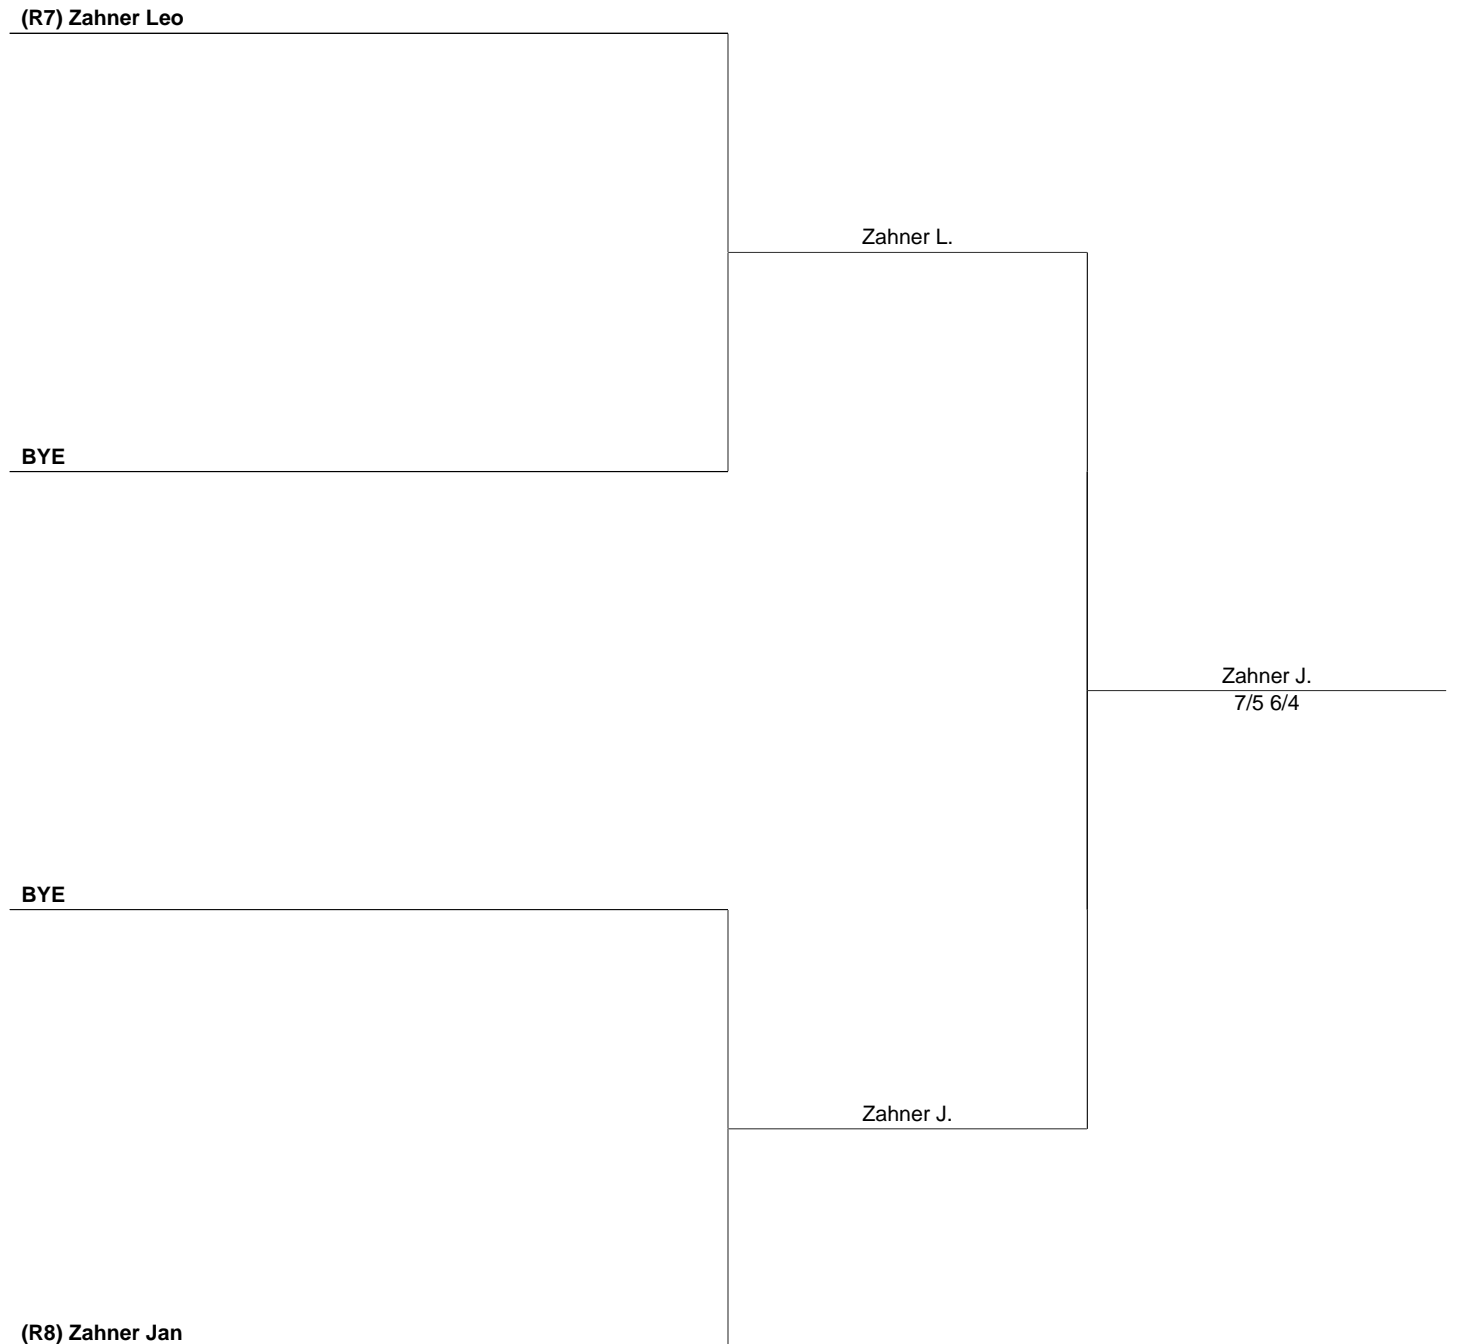 (R7) Zahner Leo
Zahner L.
BYE
Zahner J.
7/5 6/4
BYE
Zahner J.
(R8) Zahner Jan